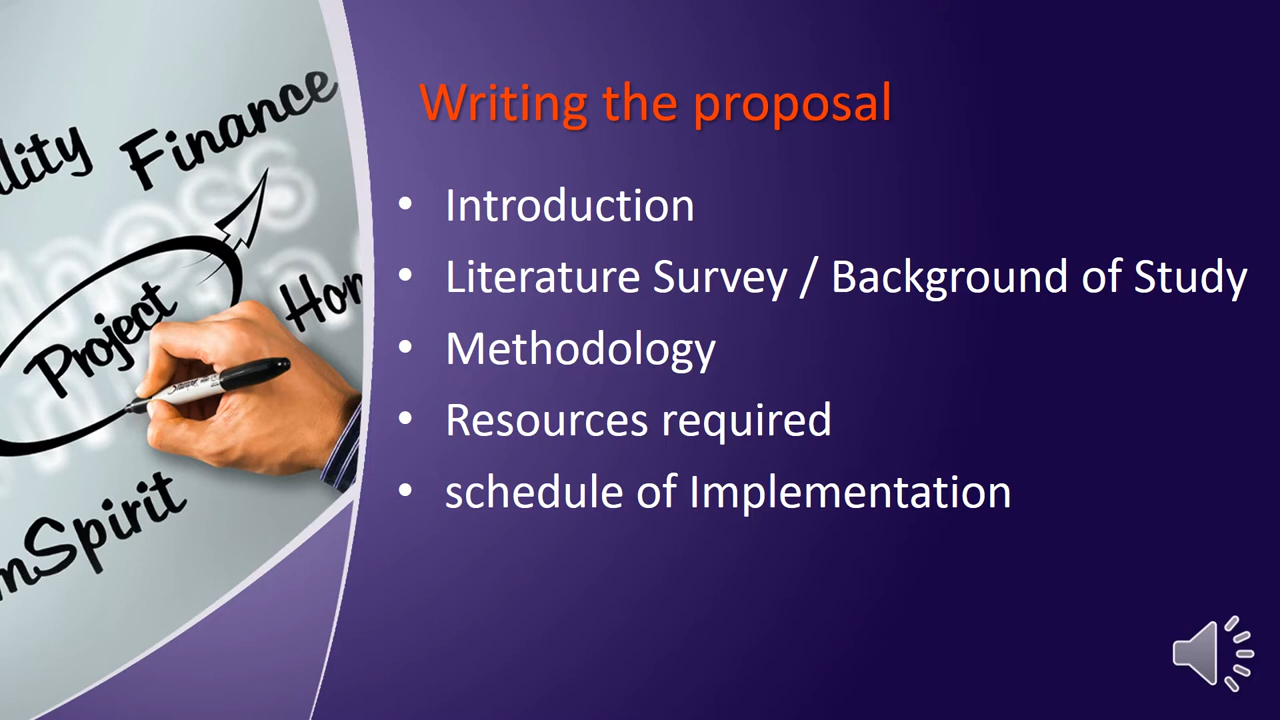 Writing the proposal
• Introduction
• Literature Survey / Background of Study
• Methodology
• Resources required
• schedule of Implementation
lity
Finance
Project
Hon
nSpirit